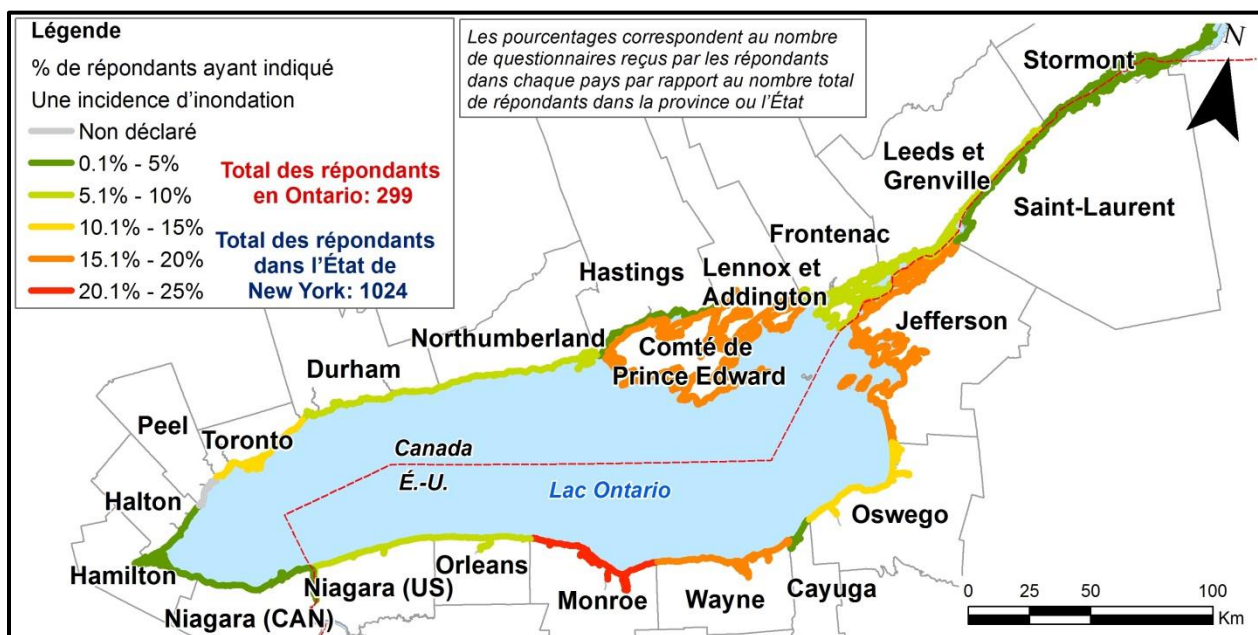 Légende
% de répondants ayant indiqué
Une incidence d’inondation
Non déclaré
0.1% - 5%
5.1% - 10%
10.1% - 15%
15.1% - 20%
20.1% - 25%
Total des répondants
en Ontario: 299
Total des répondants
dans l’État de
New York: 1024
Les pourcentages correspondent au nombre
de questionnaires reçus par les répondants
dans chaque pays par rapport au nombre total
de répondants dans la province ou l’État
N
Stormont
Leeds et
Grenville
Saint-Laurent
Frontenac
Lennox et
Addington
Hastings
Jefferson
Northumberland
Comté de
Prince Edward
Durham
Peel
Toronto
Canada
É.-U.
Lac Ontario
Halton
Oswego
Hamilton
Niagara (CAN)
Niagara (US)
Orleans
Monroe
Wayne
Cayuga
0 25 50 100
Km